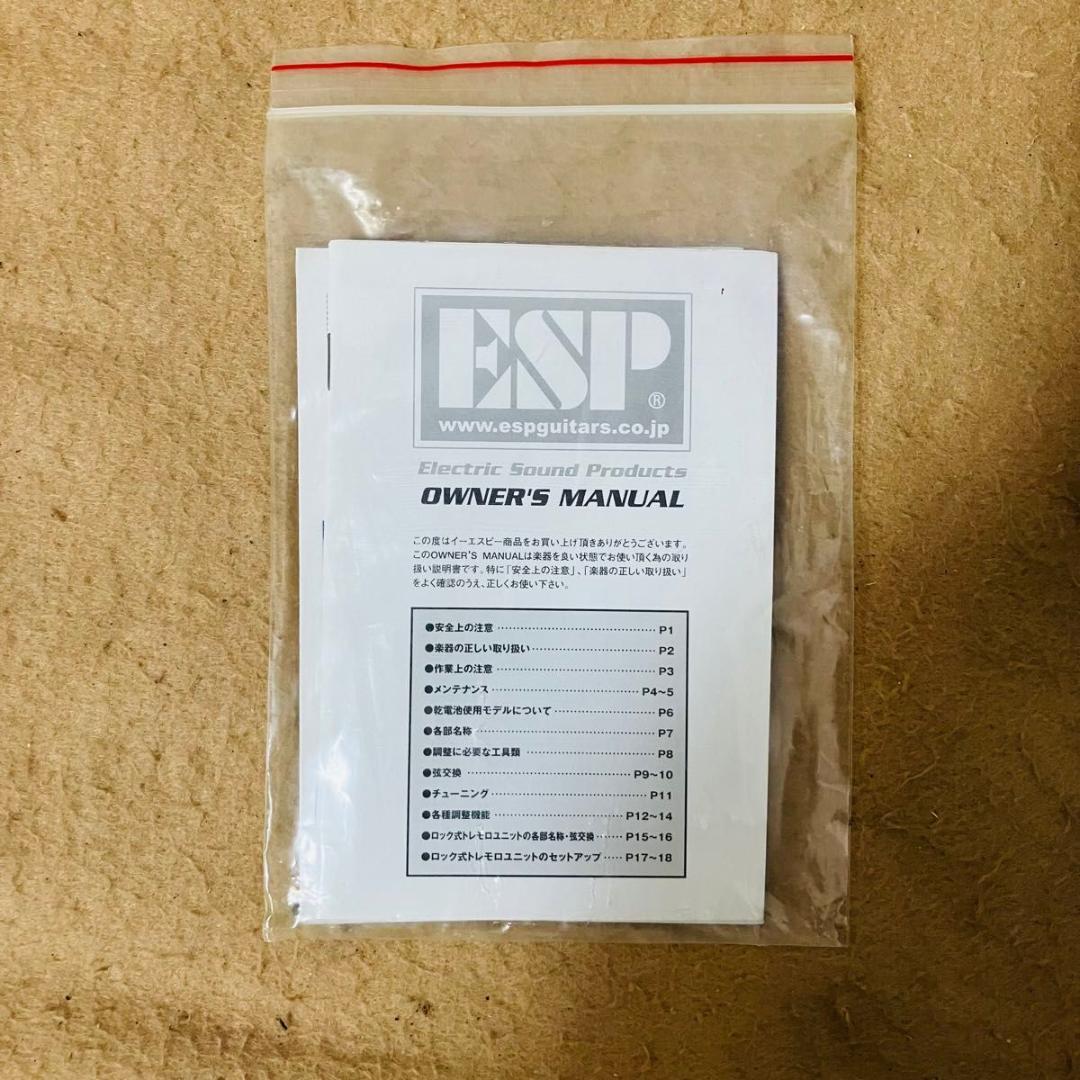 ESP®
www.espguitars.co.jp
Electric Sound Products
OWNER'S MANUAL
この度はイーエスピー商品をお買い上げ頂きありがとうございます。
このOWNER'S MANUALは楽器を良い状態でお使い頂く為の取り
扱い説明書です。特に「安全上の注意」、「楽器の正しい取り扱い」
をよく確認のうえ、正しくお使い下さい。
●安全上の注意 ………………………………… P1
●楽器の正しい取り扱い ………………………… P2
●作業上の注意 ………………………………… P3
●メンテナンス ……………………………… P4～5
●乾電池使用モデルについて …………………… P6
●各部名称 ……………………………………… P7
●調整に必要な工具類 ………………………… P8
●弦交換 …………………………………… P9～10
●チューニング ………………………………… P11
●各種調整機能 …………………………… P12～14
●ロック式トレモロユニットの各部名称・弦交換 …… P15～16
●ロック式トレモロユニットのセットアップ …… P17～18